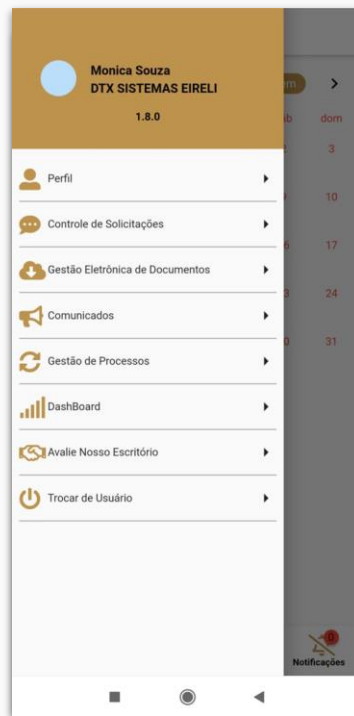 Monica Souza
DTX SISTEMAS EIRELI
1.8.0
Perfil
Controle de Solicitações
Gestão Eletrônica de Documentos
Comunicados
Gestão de Processos
DashBoard
Avalie Nosso Escritório
Trocar de Usuário
dom
3
10
17
24
31
0
Notificações